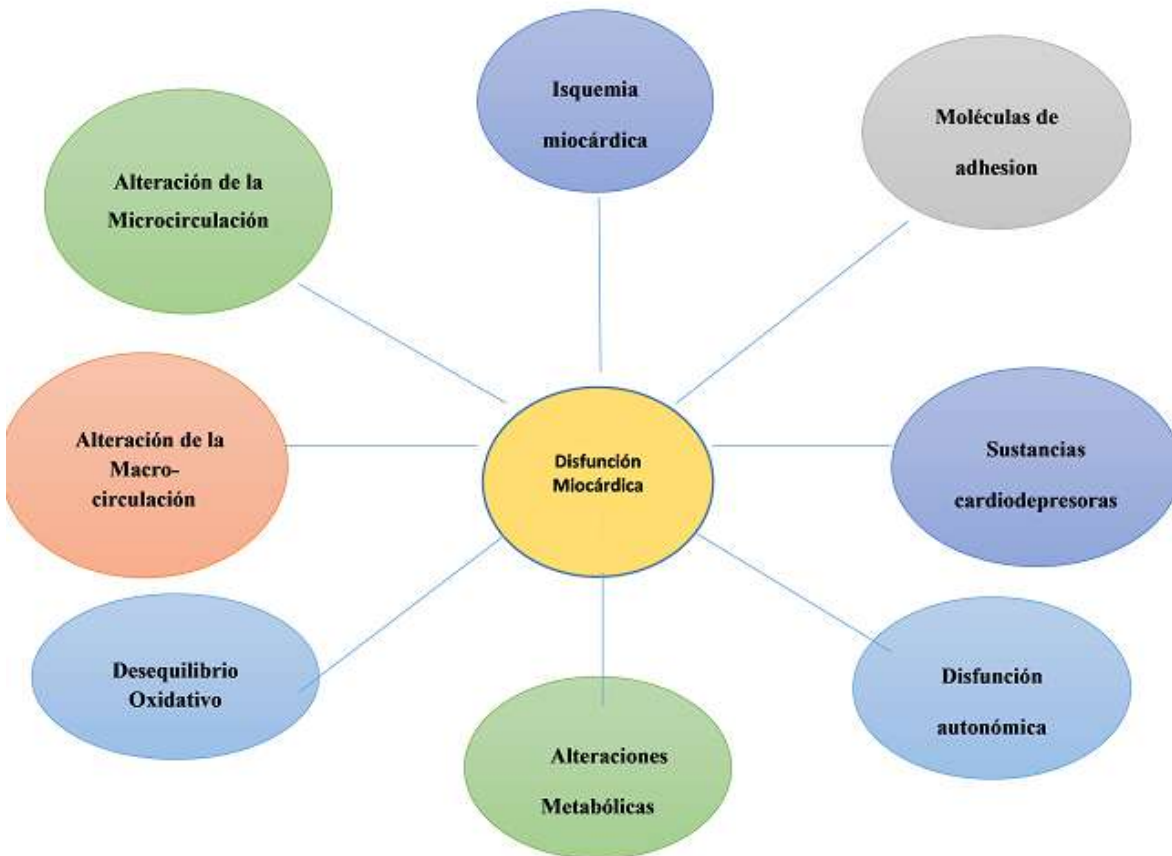 Isquemia
miocárdica
Moléculas de
adhesion
Alteración de la
Microcirculación
Alteración de la
Macro-
circulación
Disfunción
Miocárdica
Sustancias
cardiodepresoras
Desequilibrio
Oxidativo
Disfunción
autonómica
Alteraciones
Metabólicas